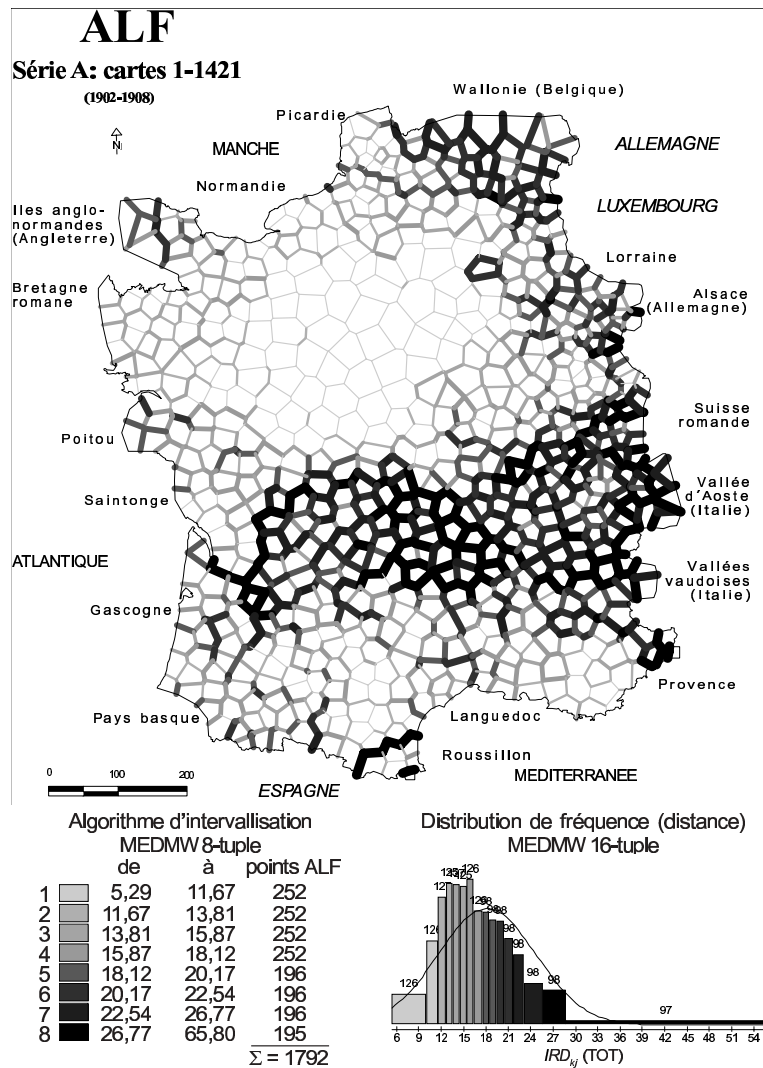 ALF
Série A: cartes 1-1421
(1902-1908)
N
Wallonie (Belgique)
Picardie
MANCHE
ALLEMAGNE
Normandie
Iles anglo-
normandes
(Angleterre)
LUXEMBOURG
Lorraine
Bretagne
romane
Alsace
(Allemagne)
Suisse
romande
Poitou
Vallée
d'Aoste
(Italie)
Saintonge
ATLANTIQUE
Vallées
vaudoises
(Italie)
Gascogne
Provence
Pays basque
Languedoc
Roussillon
MEDITERRANEE
ESPAGNE
0 100 200
Algorithme d'intervallisation
MEDMW 8-tuple
de à points ALF
1 5,29 11,67 252
2 11,67 13,81 252
3 13,81 15,87 252
4 15,87 18,12 252
5 18,12 20,17 196
6 20,17 22,54 196
7 22,54 26,77 196
8 26,77 65,80 195
Σ = 1792
Distribution de fréquence (distance)
MEDMW 16-tuple
126 126 126 98 98 98 98 98 98 97
6 9 12 15 18 21 24 27 30 33 36 39 42 45 48 51 54
IRDkj (TOT)